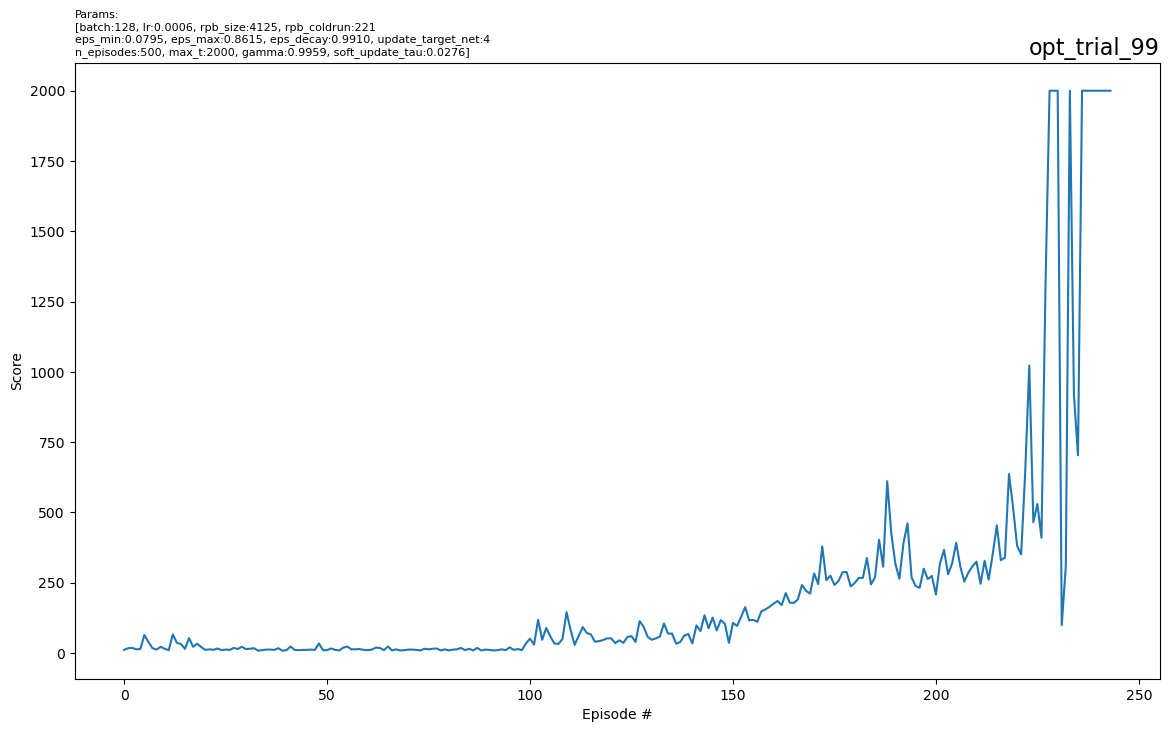 Params:
[batch:128, lr:0.0006, rpb_size:4125, rpb_coldrun:221
eps_min:0.0795, eps_max:0.8615, eps_decay:0.9910, update_target_net:4
n_episodes:500, max_t:2000, gamma:0.9959, soft_update_tau:0.0276]
opt_trial_99
2000
1750
1500
1250
1000
750
500
250
0
Score
0
50
100
150
200
250
Episode #